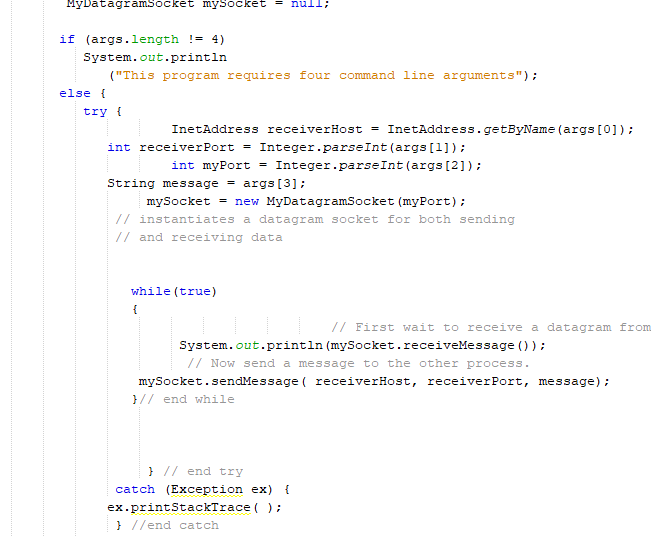 MyDatagramSocket mySocket = null;
if (args.length != 4)
System.out.println
("This program requires four command line arguments");
else {
try {
InetAddress receiverHost = InetAddress.getByName(args[0]);
int receiverPort = Integer.parseInt(args[1]);
int myPort = Integer.parseInt(args[2]);
String message = args[3];
mySocket = new MyDatagramSocket(myPort);
// instantiates a datagram socket for both sending
// and receiving data
while(true)
{
// First wait to receive a datagram from
System.out.println(mySocket.receiveMessage());
// Now send a message to the other process.
mySocket.sendMessage( receiverHost, receiverPort, message);
}// end while
} // end try
catch (Exception ex) {
ex.printStackTrace( );
} //end catch